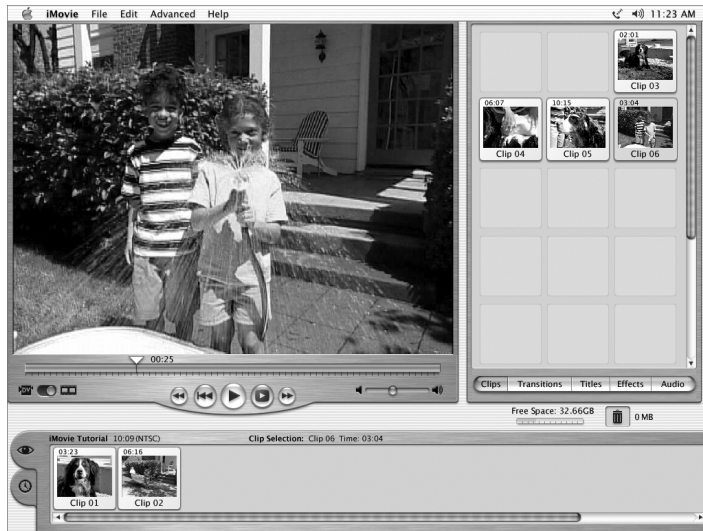 iMovie File Edit Advanced Help 11:23 AM
02:01
Clip 03
06:07 10:15 03:04
Clip 04 Clip 05 Clip 06
00:25
DV
Clips Transitions Titles Effects Audio
Free Space: 32.66GB
0 MB
iMovie Tutorial 10:09 (NTSC) Clip Selection: Clip 06 Time: 03:04
03:23 06:16
Clip 01 Clip 02